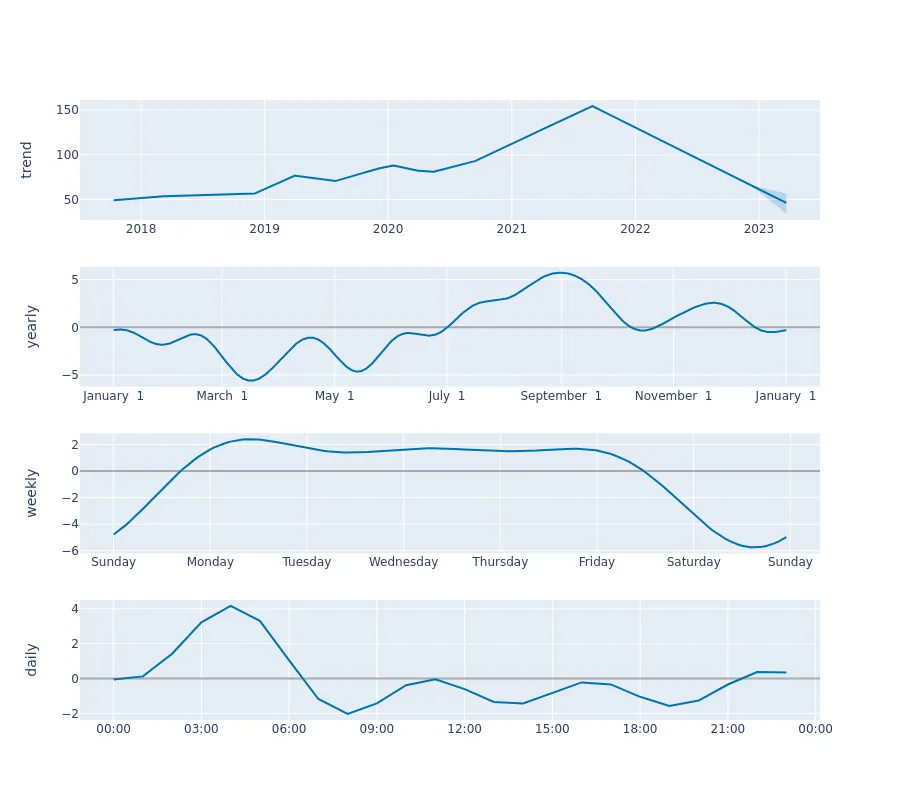 trend
150
100
50
2018 2019 2020 2021 2022 2023
yearly
5
0
−5
January 1 March 1 May 1 July 1 September 1 November 1 January 1
weekly
2
0
−2
−4
−6
Sunday Monday Tuesday Wednesday Thursday Friday Saturday Sunday
daily
4
2
0
−2
00:00 03:00 06:00 09:00 12:00 15:00 18:00 21:00 00:00